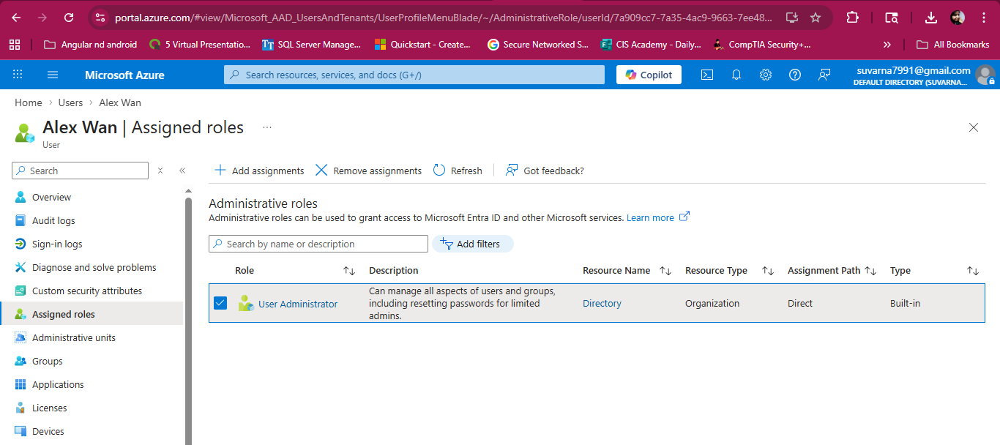 portal.azure.com/#view/Microsoft_AAD_UsersAndTenants/UserProfileMenuBlade/~/AdministrativeRole/userId/7a909cc7-7a35-4ac9-9663-7ee48...
Angular nd android
5 Virtual Presentatio...
SQL Server Manage...
Quickstart - Create...
Secure Networked S...
CIS Academy - Daily...
CompTIA Security+...
»
All Bookmarks
Microsoft Azure
Search resources, services, and docs (G+/)
Copilot
suvarna7991@gmail.com
DEFAULT DIRECTORY (SUVARNA...
Home > Users > Alex Wan
Alex Wan | Assigned roles ...
User
Search
Add assignments
Remove assignments
Refresh
Got feedback?
Overview
Audit logs
Sign-in logs
Diagnose and solve problems
Custom security attributes
Assigned roles
Administrative units
Groups
Applications
Licenses
Devices
Administrative roles
Administrative roles can be used to grant access to Microsoft Entra ID and other Microsoft services. Learn more
Search by name or description
Add filters
Role
Description
Resource Name
Resource Type
Assignment Path
Type
User Administrator
Can manage all aspects of users and groups,
including resetting passwords for limited
admins.
Directory
Organization
Direct
Built-in